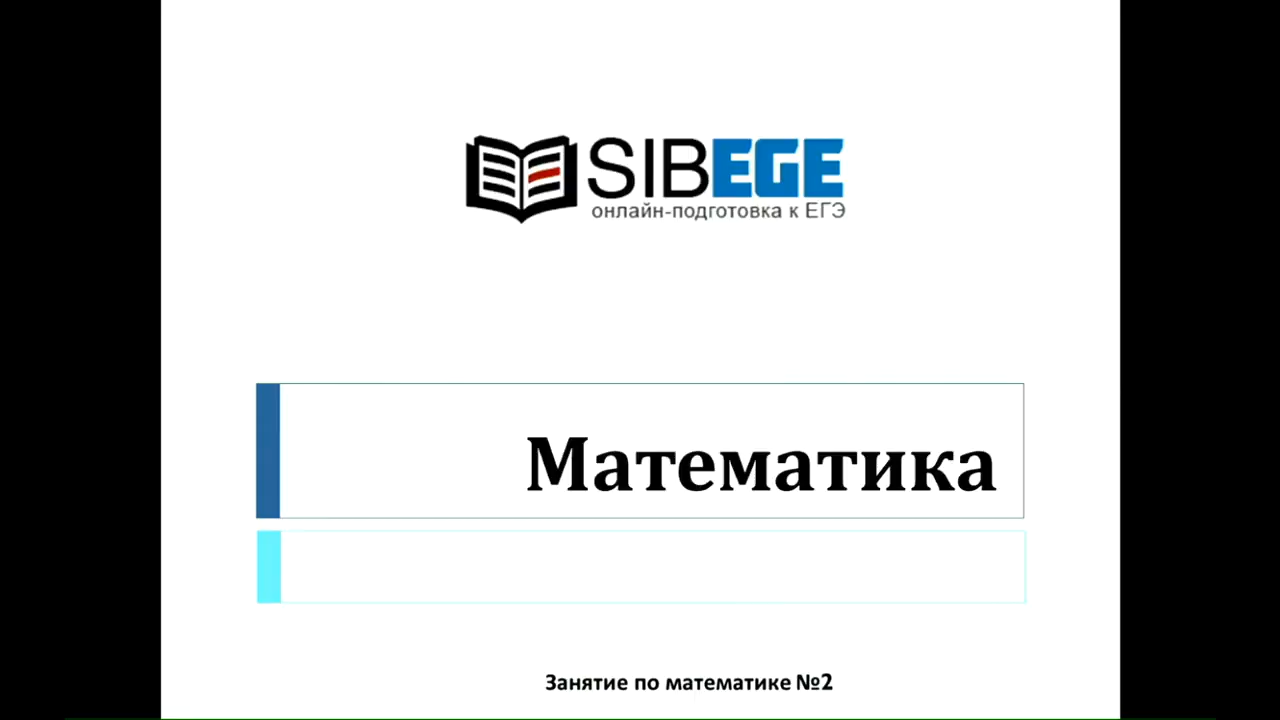 SIBEGE
онлайн-подготовка к ЕГЭ
Математика
Занятие по математике №2